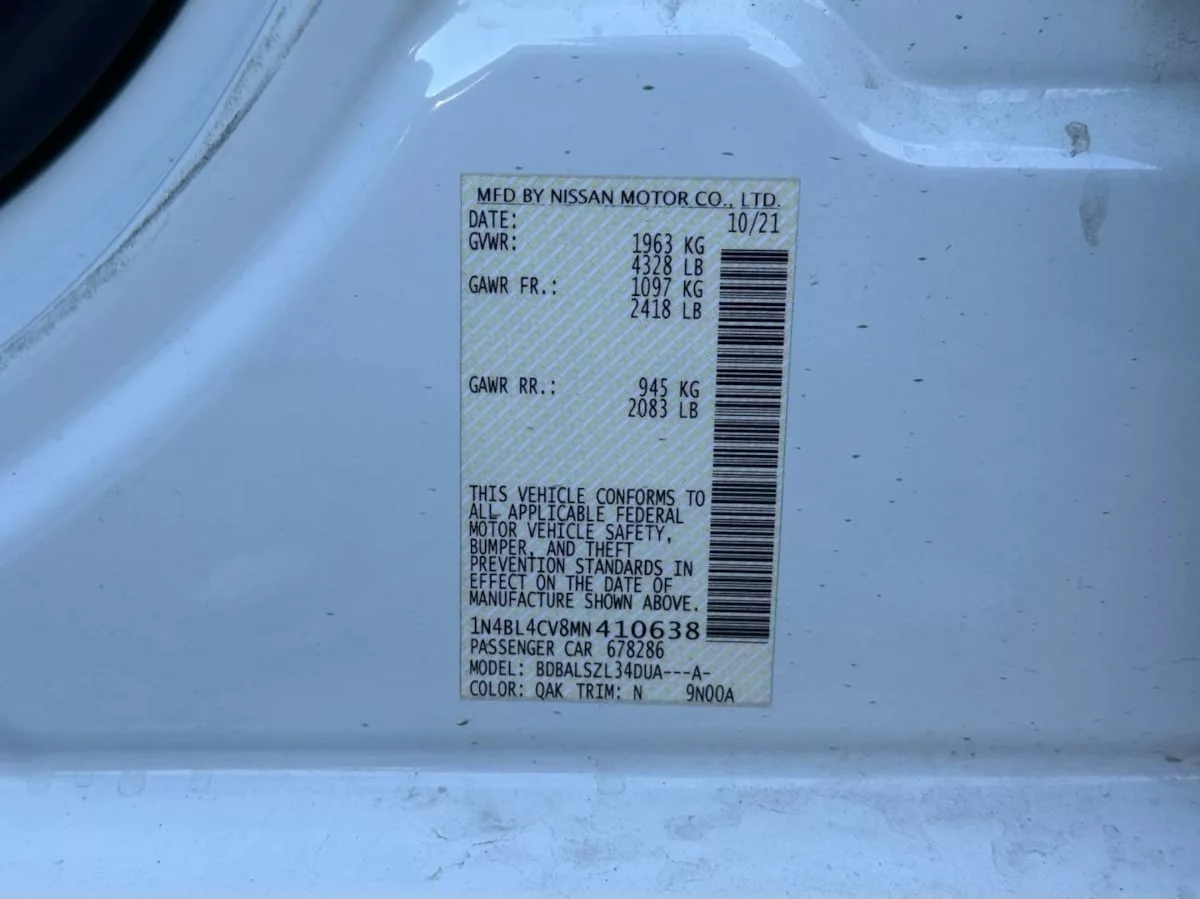 MFD BY NISSAN MOTOR CO., LTD.
DATE: 10/21
GVWR: 1963 KG
4328 LB
GAWR FR.: 1097 KG
2418 LB
GAWR RR.: 945 KG
2083 LB
THIS VEHICLE CONFORMS TO
ALL APPLICABLE FEDERAL
MOTOR VEHICLE SAFETY,
BUMPER, AND THEFT
PREVENTION STANDARDS IN
EFFECT ON THE DATE OF
MANUFACTURE SHOWN ABOVE.
1N4BL4CV8MN410638
PASSENGER CAR 678286
MODEL: BDBALSZL34DUA---A-
COLOR: QAK TRIM: N 9N00A